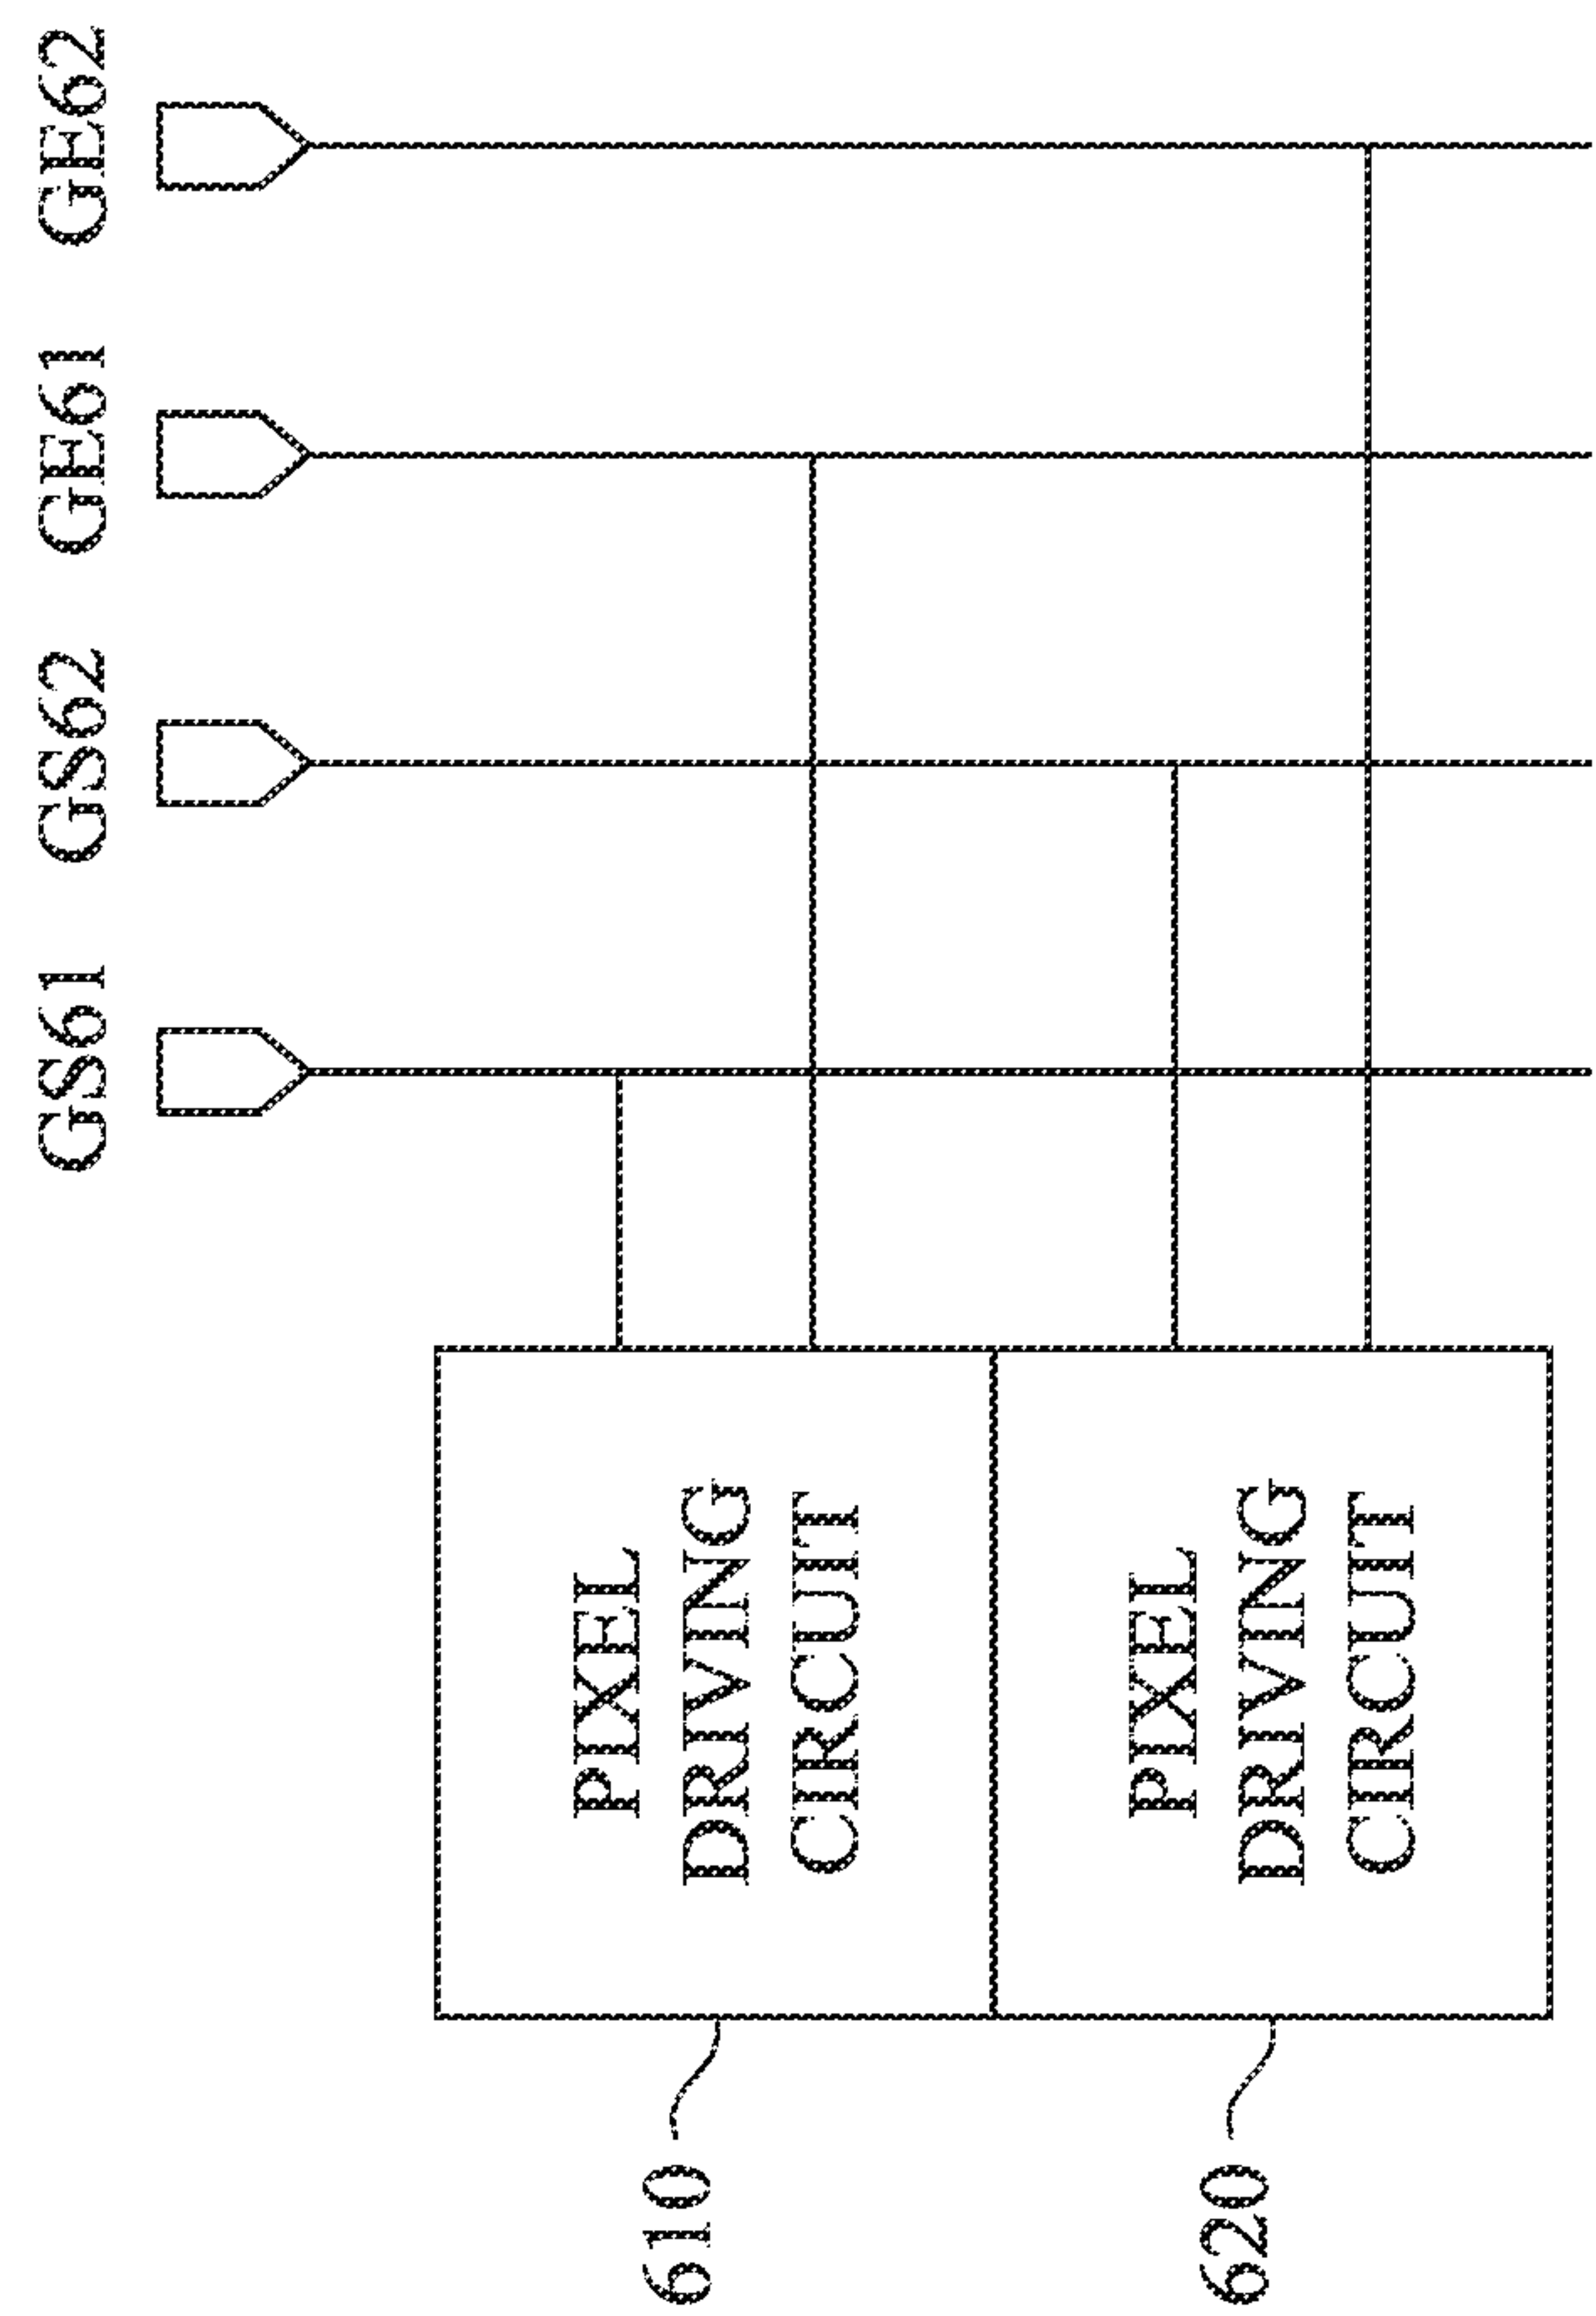 610
PIXEL
DRIVING
CIRCUIT
620
PIXEL
DRIVING
CIRCUIT
GS61
GS62
GE61
GE62